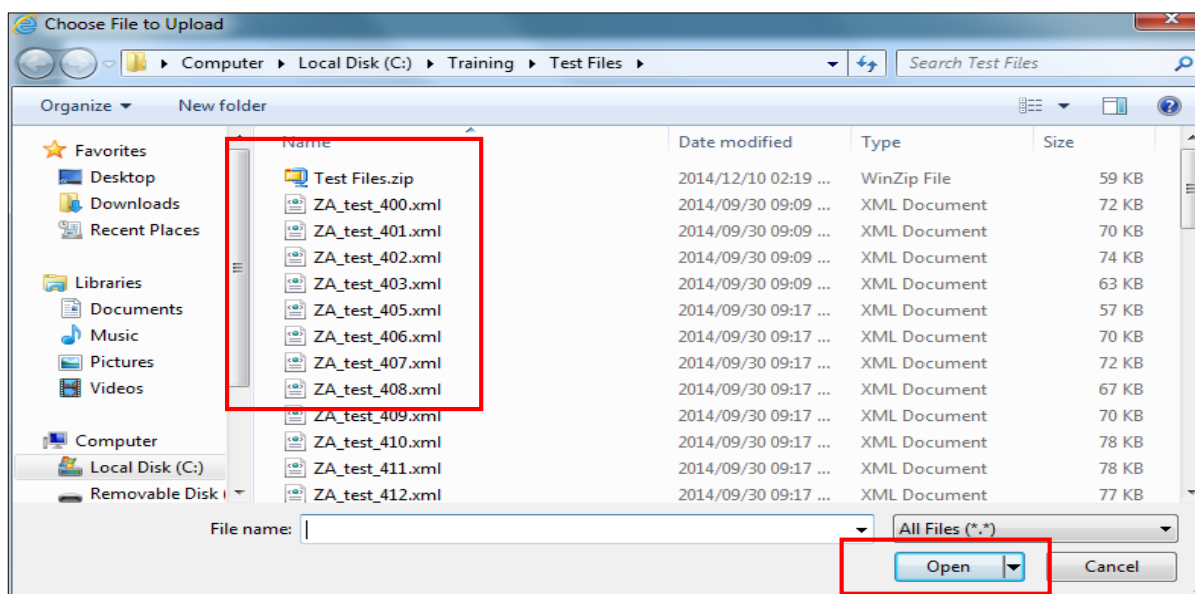 Choose File to Upload
Computer Local Disk (C:) Training Test Files Search Test Files
Organize New folder
Favorites
Desktop
Downloads
Recent Places
Libraries
Documents
Music
Pictures
Videos
Computer
Local Disk (C:)
Removable Disk (
Name Date modified Type Size
Test Files.zip 2014/12/10 02:19 ... WinZip File 59 KB
ZA_test_400.xml 2014/09/30 09:09 ... XML Document 72 KB
ZA_test_401.xml 2014/09/30 09:09 ... XML Document 70 KB
ZA_test_402.xml 2014/09/30 09:09 ... XML Document 74 KB
ZA_test_403.xml 2014/09/30 09:09 ... XML Document 63 KB
ZA_test_405.xml 2014/09/30 09:17 ... XML Document 57 KB
ZA_test_406.xml 2014/09/30 09:17 ... XML Document 70 KB
ZA_test_407.xml 2014/09/30 09:17 ... XML Document 72 KB
ZA_test_408.xml 2014/09/30 09:17 ... XML Document 67 KB
ZA_test_409.xml 2014/09/30 09:17 ... XML Document 70 KB
ZA_test_410.xml 2014/09/30 09:17 ... XML Document 78 KB
ZA_test_411.xml 2014/09/30 09:17 ... XML Document 78 KB
ZA_test_412.xml 2014/09/30 09:17 ... XML Document 77 KB
File name: All Files (*.*)
Open Cancel